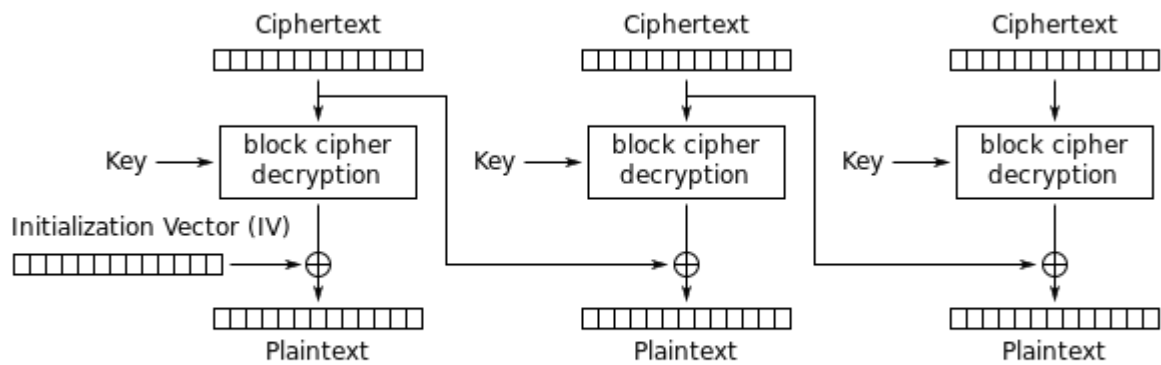 Ciphertext
Ciphertext
Ciphertext
Key
block cipher
decryption
Key
block cipher
decryption
Key
block cipher
decryption
Initialization Vector (IV)
Plaintext
Plaintext
Plaintext